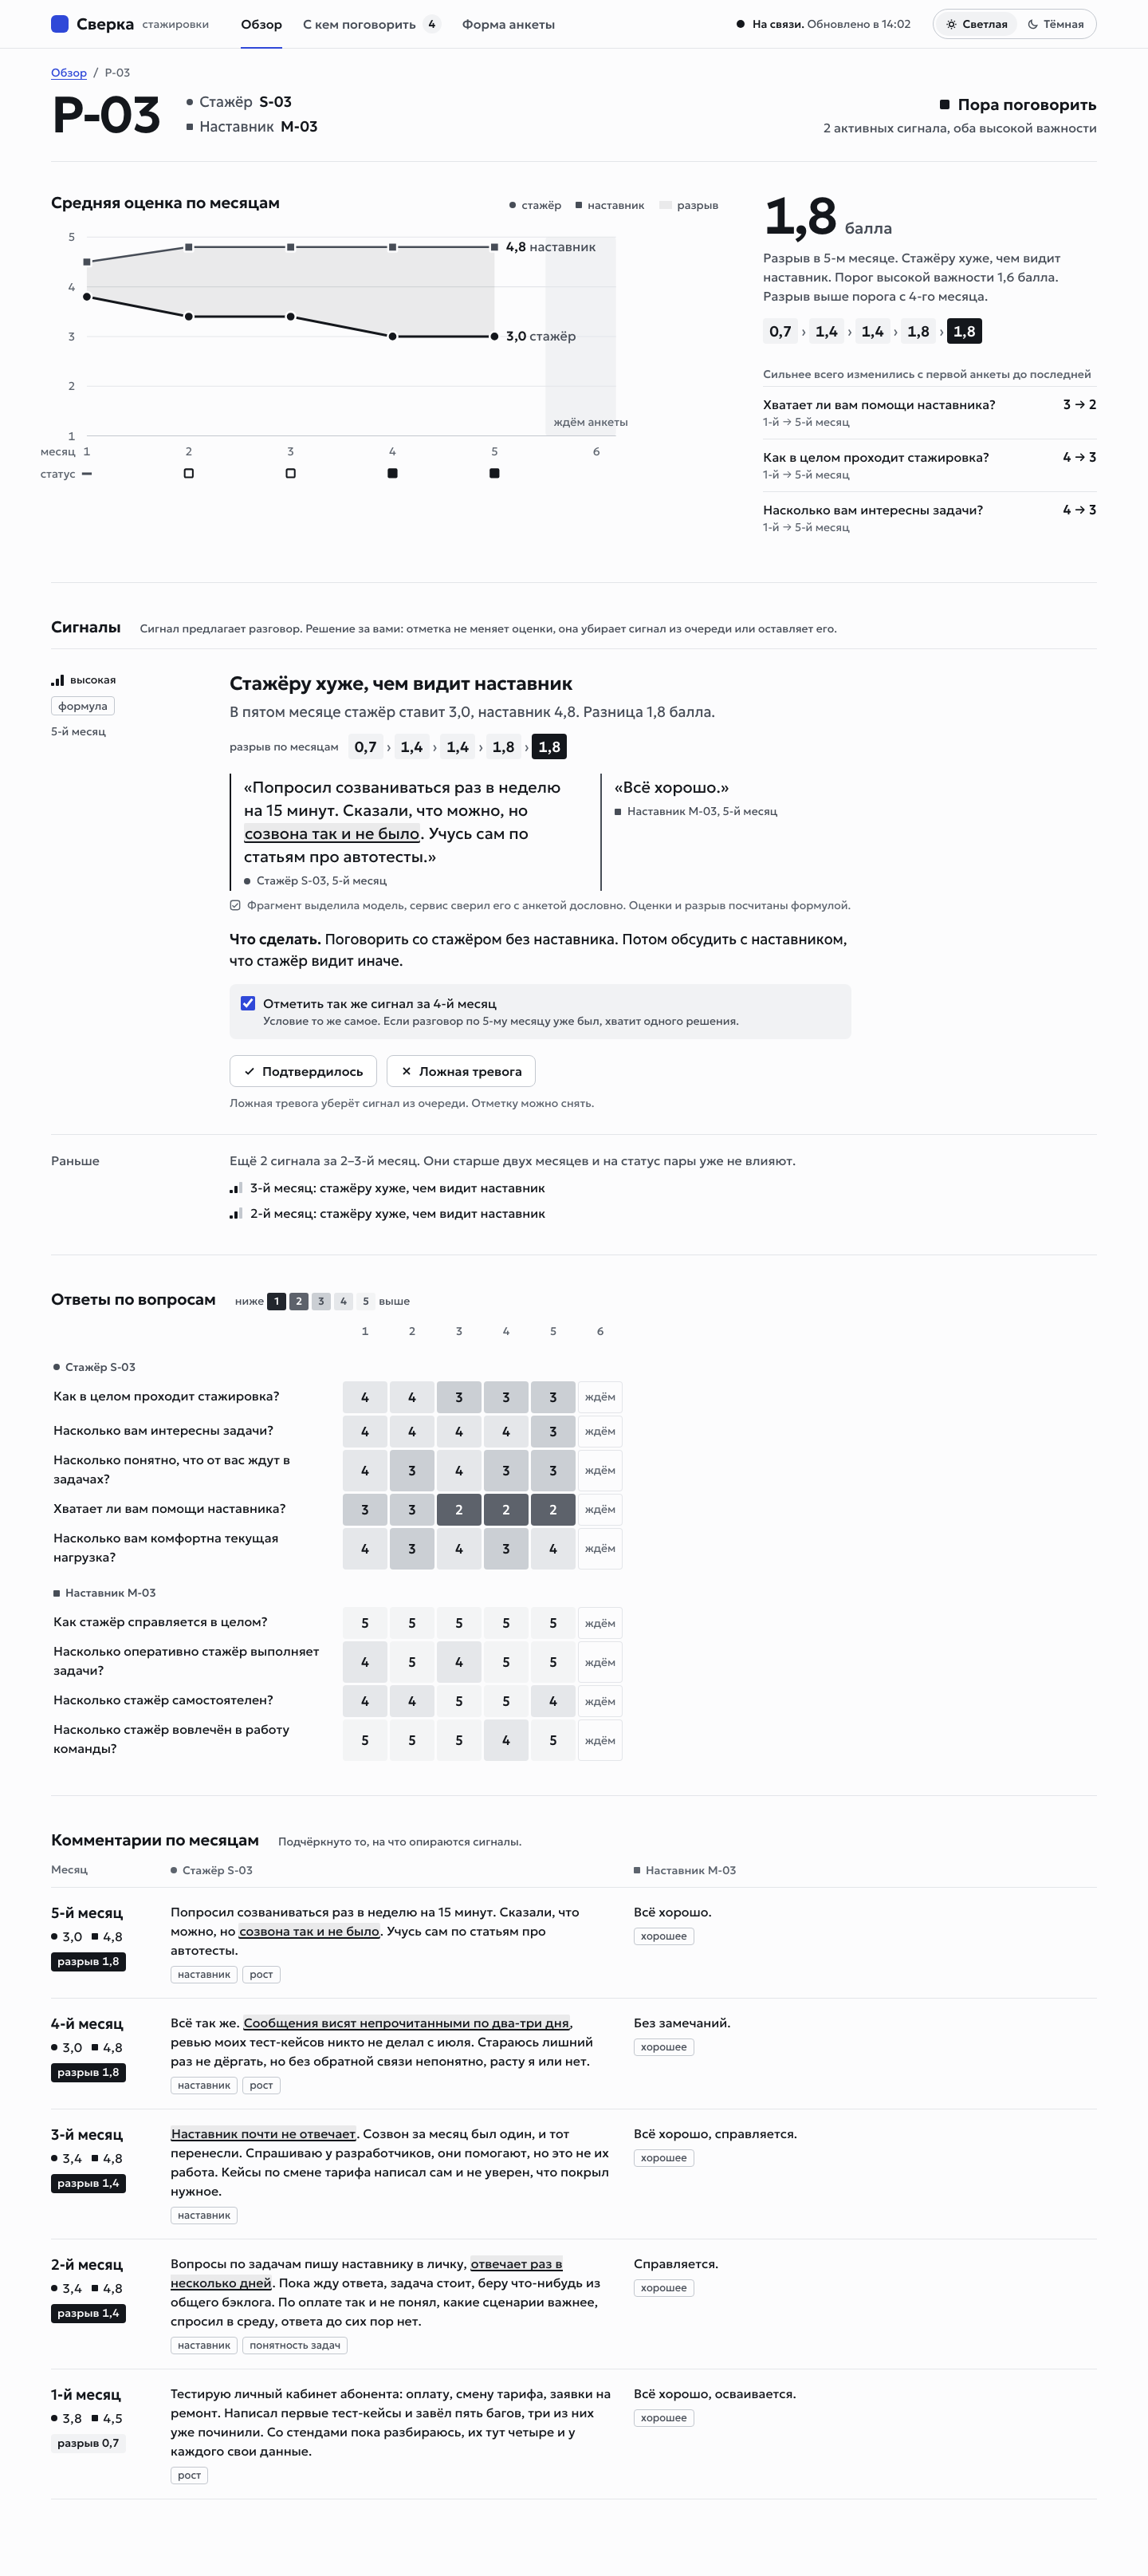 Сверка стажировки Обзор С кем поговорить 4 Форма анкеты На связи. Обновлено в 14:02 Светлая Тёмная
Обзор / P-03
P-03
Стажёр S-03
Наставник M-03
Пора поговорить
2 активных сигнала, оба высокой важности
Средняя оценка по месяцам
стажёр наставник разрыв
5
4
3
2
1
4,8 наставник
3,0 стажёр
ждём анкеты
месяц 1 2 3 4 5 6
статус
1,8 балла
Разрыв в 5-м месяце. Стажёру хуже, чем видит
наставник. Порог высокой важности 1,6 балла.
Разрыв выше порога с 4-го месяца.
0,7 › 1,4 › 1,4 › 1,8 › 1,8
Сильнее всего изменились с первой анкеты до последней
Хватает ли вам помощи наставника? 3 → 2
1-й → 5-й месяц
Как в целом проходит стажировка? 4 → 3
1-й → 5-й месяц
Насколько вам интересны задачи? 4 → 3
1-й → 5-й месяц
Сигналы Сигнал предлагает разговор. Решение за вами: отметка не меняет оценки, она убирает сигнал из очереди или оставляет его.
высокая
формула
5-й месяц
Стажёру хуже, чем видит наставник
В пятом месяце стажёр ставит 3,0, наставник 4,8. Разница 1,8 балла.
разрыв по месяцам 0,7 › 1,4 › 1,4 › 1,8 › 1,8
«Попросил созваниваться раз в неделю
на 15 минут. Сказали, что можно, но
созвона так и не было. Учусь сам по
статьям про автотесты.»
Стажёр S-03, 5-й месяц
«Всё хорошо.»
Наставник M-03, 5-й месяц
Фрагмент выделила модель, сервис сверил его с анкетой дословно. Оценки и разрыв посчитаны формулой.
Что сделать. Поговорить со стажёром без наставника. Потом обсудить с наставником,
что стажёр видит иначе.
Отметить так же сигнал за 4-й месяц
Условие то же самое. Если разговор по 5-му месяцу уже был, хватит одного решения.
Подтвердилось Ложная тревога
Ложная тревога уберёт сигнал из очереди. Отметку можно снять.
Раньше
Ещё 2 сигнала за 2–3-й месяц. Они старше двух месяцев и на статус пары уже не влияют.
3-й месяц: стажёру хуже, чем видит наставник
2-й месяц: стажёру хуже, чем видит наставник
Ответы по вопросам ниже 1 2 3 4 5 выше
1 2 3 4 5 6
Стажёр S-03
Как в целом проходит стажировка? 4 4 3 3 3 ждём
Насколько вам интересны задачи? 4 4 4 4 3 ждём
Насколько понятно, что от вас ждут в
задачах? 4 3 4 3 3 ждём
Хватает ли вам помощи наставника? 3 3 2 2 2 ждём
Насколько вам комфортна текущая
нагрузка? 4 3 4 3 4 ждём
Наставник M-03
Как стажёр справляется в целом? 5 5 5 5 5 ждём
Насколько оперативно стажёр выполняет
задачи? 4 5 4 5 5 ждём
Насколько стажёр самостоятелен? 4 4 5 5 4 ждём
Насколько стажёр вовлечён в работу
команды? 5 5 5 4 5 ждём
Комментарии по месяцам Подчёркнуто то, на что опираются сигналы.
Месяц Стажёр S-03 Наставник M-03
5-й месяц
3,0 4,8
разрыв 1,8
Попросил созваниваться раз в неделю на 15 минут. Сказали, что
можно, но созвона так и не было. Учусь сам по статьям про
автотесты.
наставник рост
Всё хорошо.
хорошее
4-й месяц
3,0 4,8
разрыв 1,8
Всё так же. Сообщения висят непрочитанными по два-три дня,
ревью моих тест-кейсов никто не делал с июля. Стараюсь лишний
раз не дёргать, но без обратной связи непонятно, расту я или нет.
наставник рост
Без замечаний.
хорошее
3-й месяц
3,4 4,8
разрыв 1,4
Наставник почти не отвечает. Созвон за месяц был один, и тот
перенесли. Спрашиваю у разработчиков, они помогают, но это не их
работа. Кейсы по смене тарифа написал сам и не уверен, что покрыл
нужное.
наставник
Всё хорошо, справляется.
хорошее
2-й месяц
3,4 4,8
разрыв 1,4
Вопросы по задачам пишу наставнику в личку, отвечает раз в
несколько дней. Пока жду ответа, задача стоит, беру что-нибудь из
общего бэклога. По оплате так и не понял, какие сценарии важнее,
спросил в среду, ответа до сих пор нет.
наставник понятность задач
Справляется.
хорошее
1-й месяц
3,8 4,5
разрыв 0,7
Тестирую личный кабинет абонента: оплату, смену тарифа, заявки на
ремонт. Написал первые тест-кейсы и завёл пять багов, три из них
уже починили. Со стендами пока разбираюсь, их тут четыре и у
каждого свои данные.
рост
Всё хорошо, осваивается.
хорошее